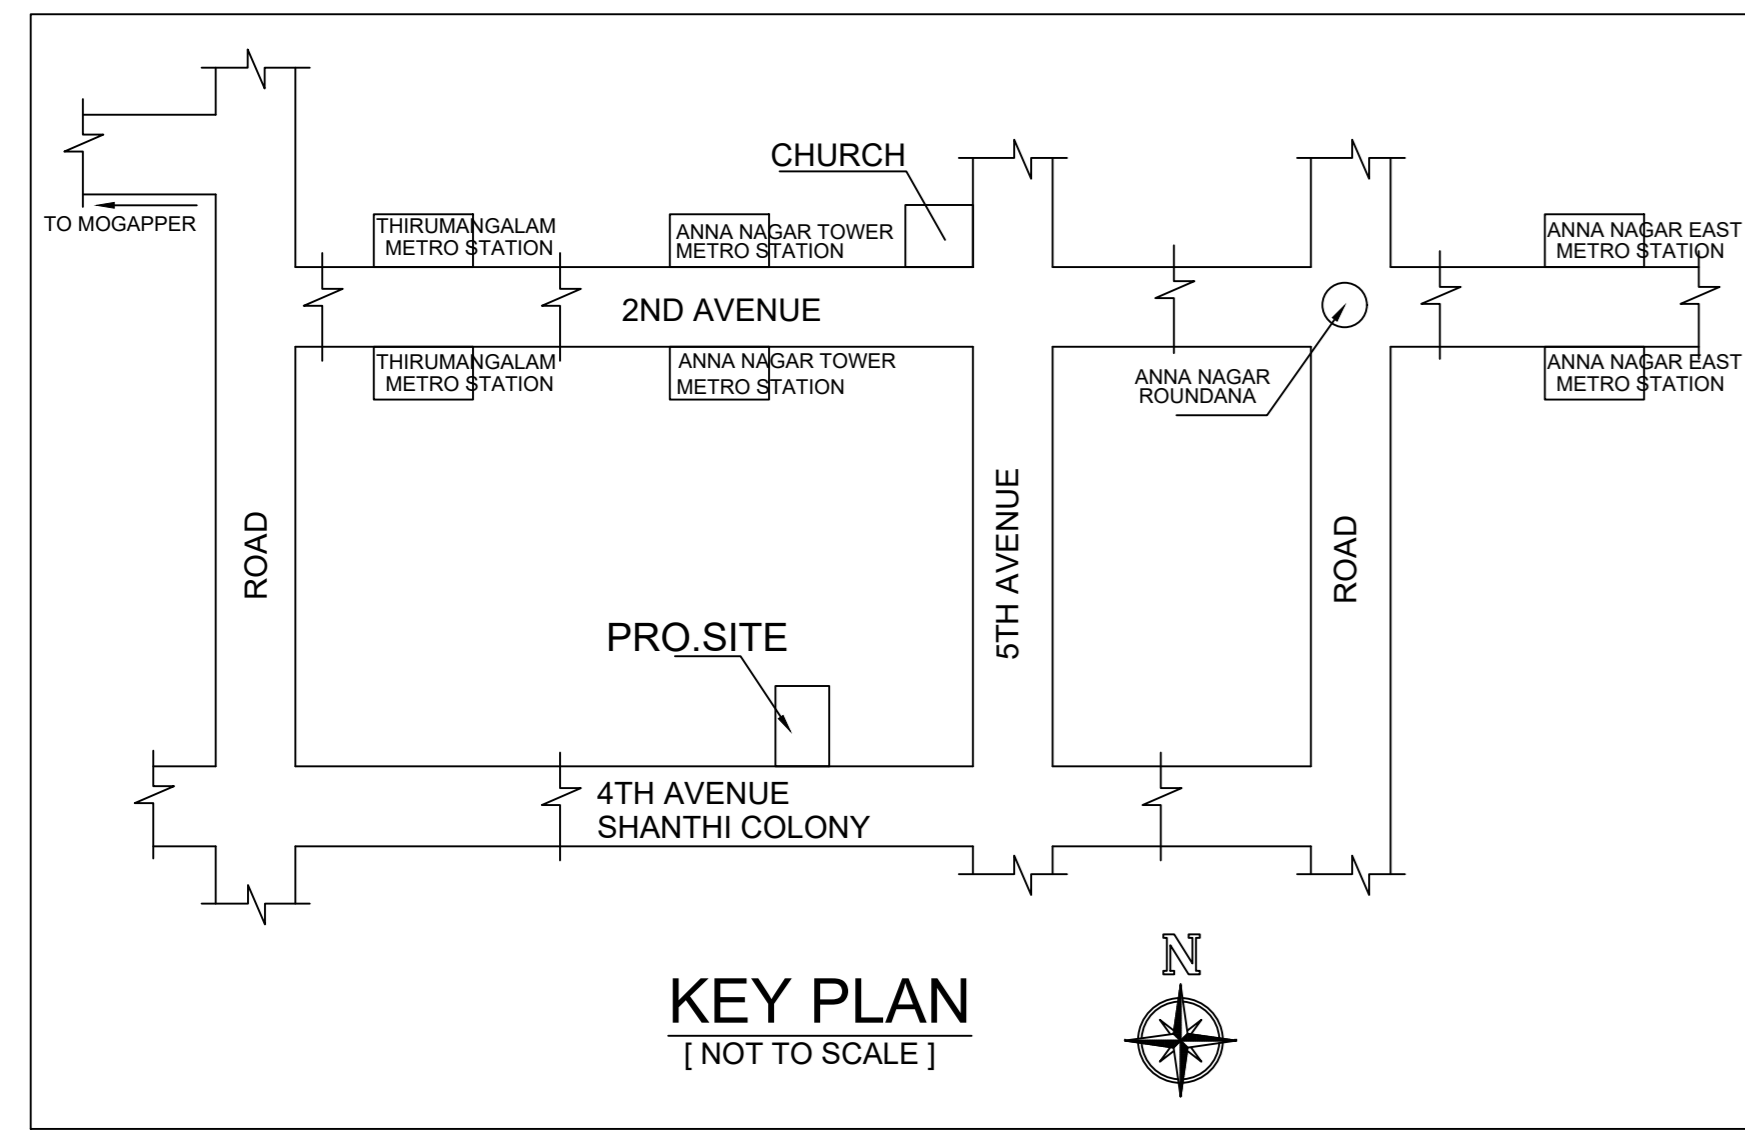 CHURCH
TO MOGAPPER
THIRUMANGALAM
METRO STATION
ANNA NAGAR TOWER
METRO STATION
ANNA NAGAR EAST
METRO STATION
2ND AVENUE
THIRUMANGALAM
METRO STATION
ANNA NAGAR TOWER
METRO STATION
ANNA NAGAR
ROUNDANA
ANNA NAGAR EAST
METRO STATION
ROAD
5TH AVENUE
ROAD
PRO.SITE
4TH AVENUE
SHANTHI COLONY
N
KEY PLAN
[ NOT TO SCALE ]